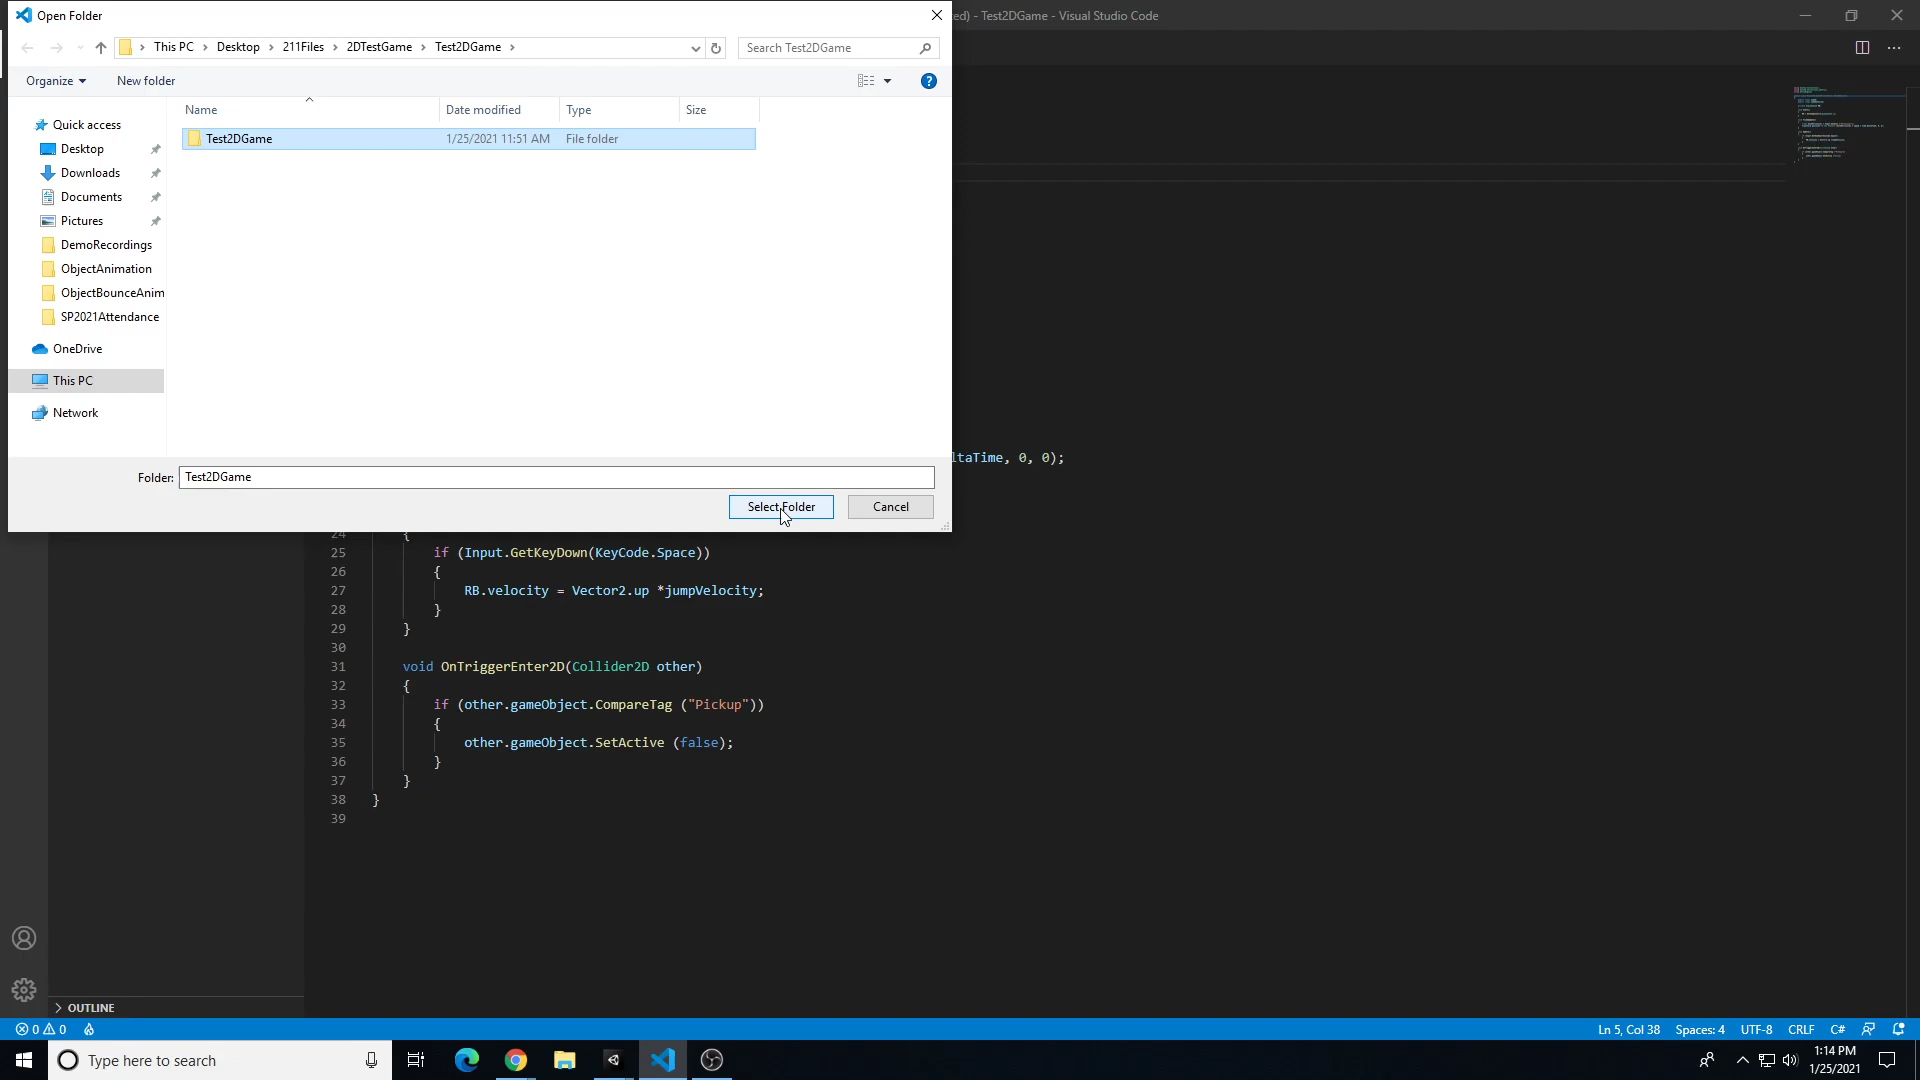 Open Folder
ed) - Test2DGame - Visual Studio Code
This PC > Desktop > 211Files > 2DTestGame > Test2DGame >
Search Test2DGame
Organize
New folder
Name
Date modified
Type
Size
Test2DGame
1/25/2021 11:51 AM
File folder
Quick access
Desktop
Downloads
Documents
Pictures
DemoRecordings
ObjectAnimation
ObjectBounceAnim
SP2021Attendance
OneDrive
This PC
Network
Folder: Test2DGame
Select Folder
Cancel
ltaTime, 0, 0);
24 {
25 if (Input.GetKeyDown(KeyCode.Space))
26 {
27 RB.velocity = Vector2.up *jumpVelocity;
28 }
29 }
30
31 void OnTriggerEnter2D(Collider2D other)
32 {
33 if (other.gameObject.CompareTag ("Pickup"))
34 {
35 other.gameObject.SetActive (false);
36 }
37 }
38 }
39
OUTLINE
0 0
Ln 5, Col 38
Spaces: 4
UTF-8
CRLF
C#
Type here to search
1:14 PM
1/25/2021